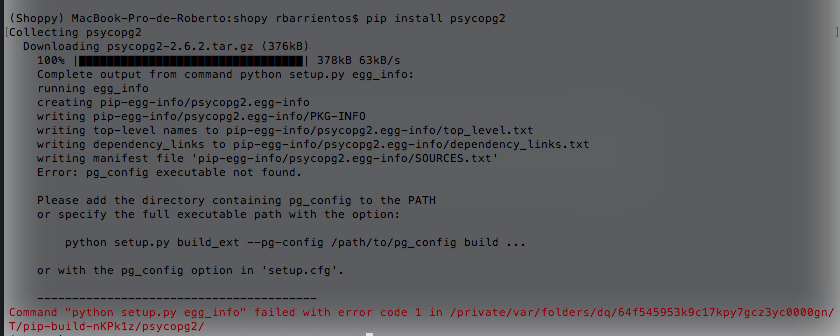 (Shoppy) MacBook-Pro-de-Roberto:shopy rbarrientos$ pip install psycopg2
[Collecting psycopg2 ]
Downloading psycopg2-2.6.2.tar.gz (376kB)
100% |████████████████████████████████| 378kB 63kB/s
Complete output from command python setup.py egg_info:
running egg_info
creating pip-egg-info/psycopg2.egg-info
writing pip-egg-info/psycopg2.egg-info/PKG-INFO
writing top-level names to pip-egg-info/psycopg2.egg-info/top_level.txt
writing dependency_links to pip-egg-info/psycopg2.egg-info/dependency_links.txt
writing manifest file 'pip-egg-info/psycopg2.egg-info/SOURCES.txt'
Error: pg_config executable not found.
Please add the directory containing pg_config to the PATH
or specify the full executable path with the option:
python setup.py build_ext --pg-config /path/to/pg_config build ...
or with the pg_config option in 'setup.cfg'.
----------------------------------------
Command "python setup.py egg_info" failed with error code 1 in /private/var/folders/dq/64f545953k9c17kpy7gcz3yc0000gn/
T/pip-build-nKPk1z/psycopg2/